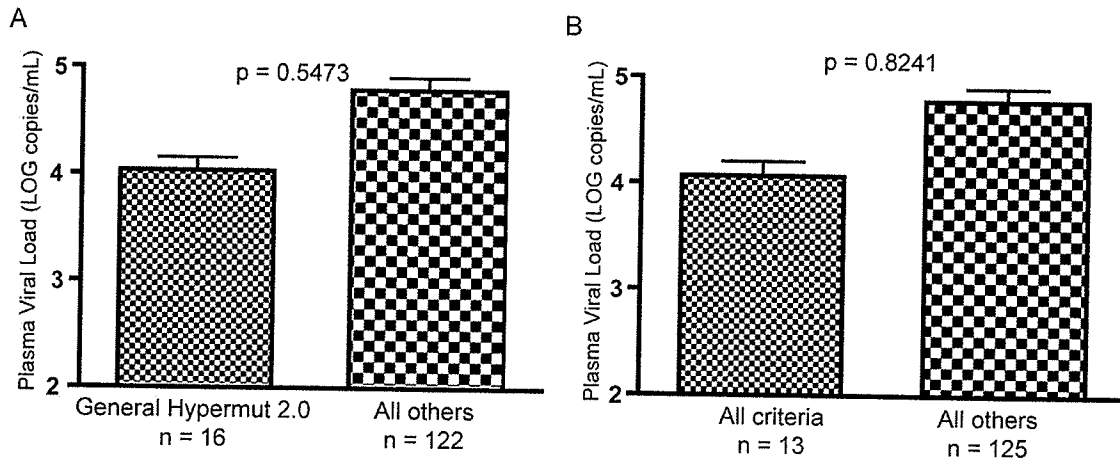 A
Plasma Viral Load (LOG copies/mL)
5
4
3
2
p = 0.5473
General Hypermut 2.0
n = 16
All others
n = 122
B
Plasma Viral Load (LOG copies/mL)
5
4
3
2
p = 0.8241
All criteria
n = 13
All others
n = 125